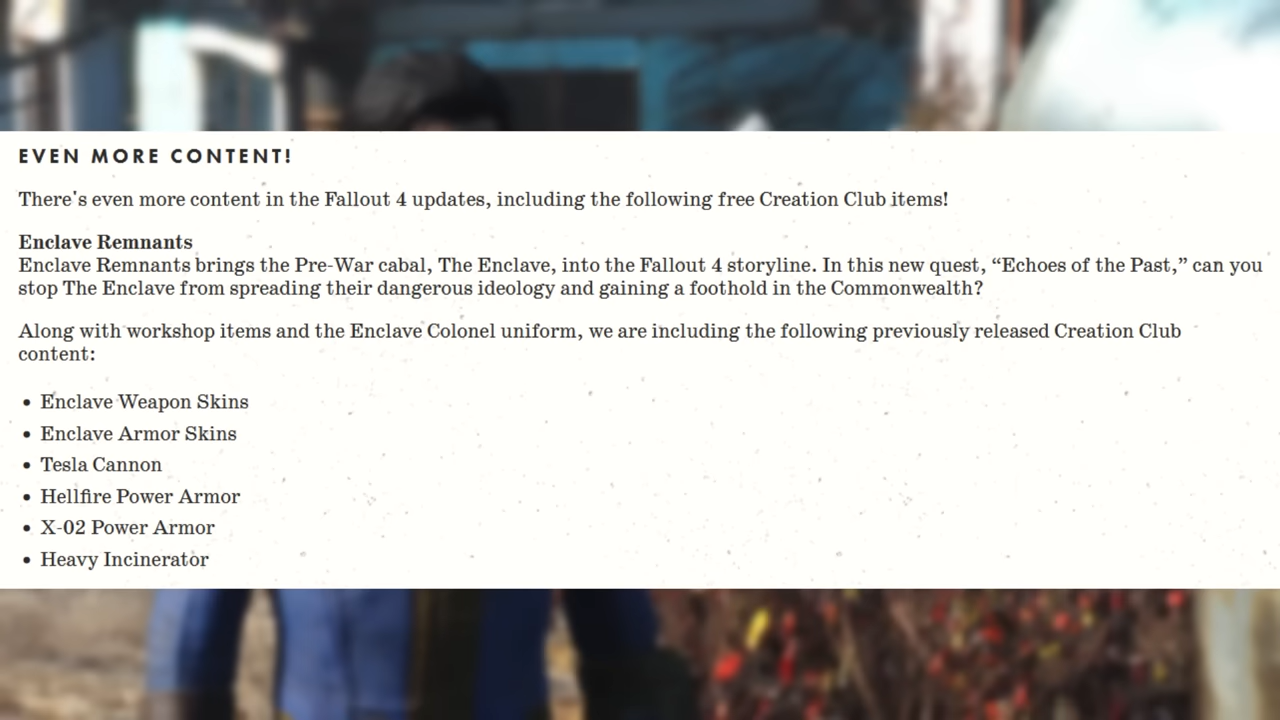 EVEN MORE CONTENT!
There's even more content in the Fallout 4 updates, including the following free Creation Club items!
Enclave Remnants
Enclave Remnants brings the Pre-War cabal, The Enclave, into the Fallout 4 storyline. In this new quest, “Echoes of the Past,” can you
stop The Enclave from spreading their dangerous ideology and gaining a foothold in the Commonwealth?
Along with workshop items and the Enclave Colonel uniform, we are including the following previously released Creation Club
content:
• Enclave Weapon Skins
• Enclave Armor Skins
• Tesla Cannon
• Hellfire Power Armor
• X-02 Power Armor
• Heavy Incinerator